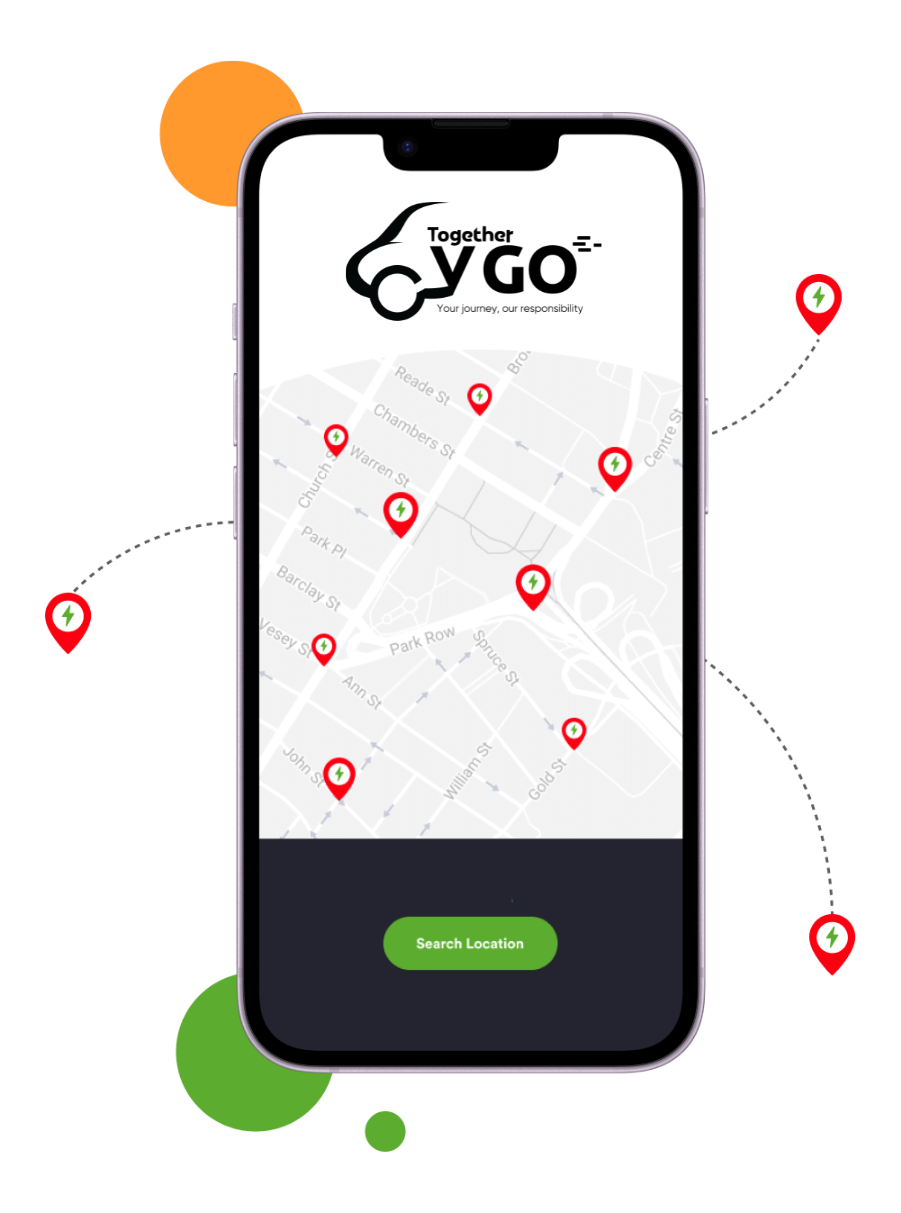 Together
CY GO
Your journey, our responsibility
Reade St
Bro
Chambers St
Centre St
Church S
Warren St
Park Pl
Barclay St
Vesey St
Park Row
Spruce St
Ann St
John St
William St
Gold St
Search Location